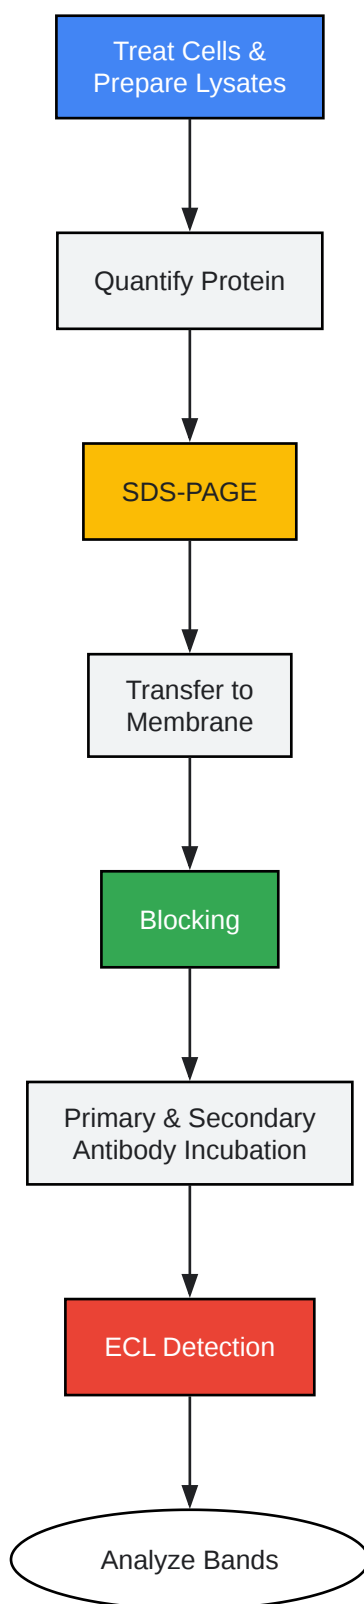 Treat Cells &
Prepare Lysates
Quantify Protein
SDS-PAGE
Transfer to
Membrane
Blocking
Primary & Secondary
Antibody Incubation
ECL Detection
Analyze Bands